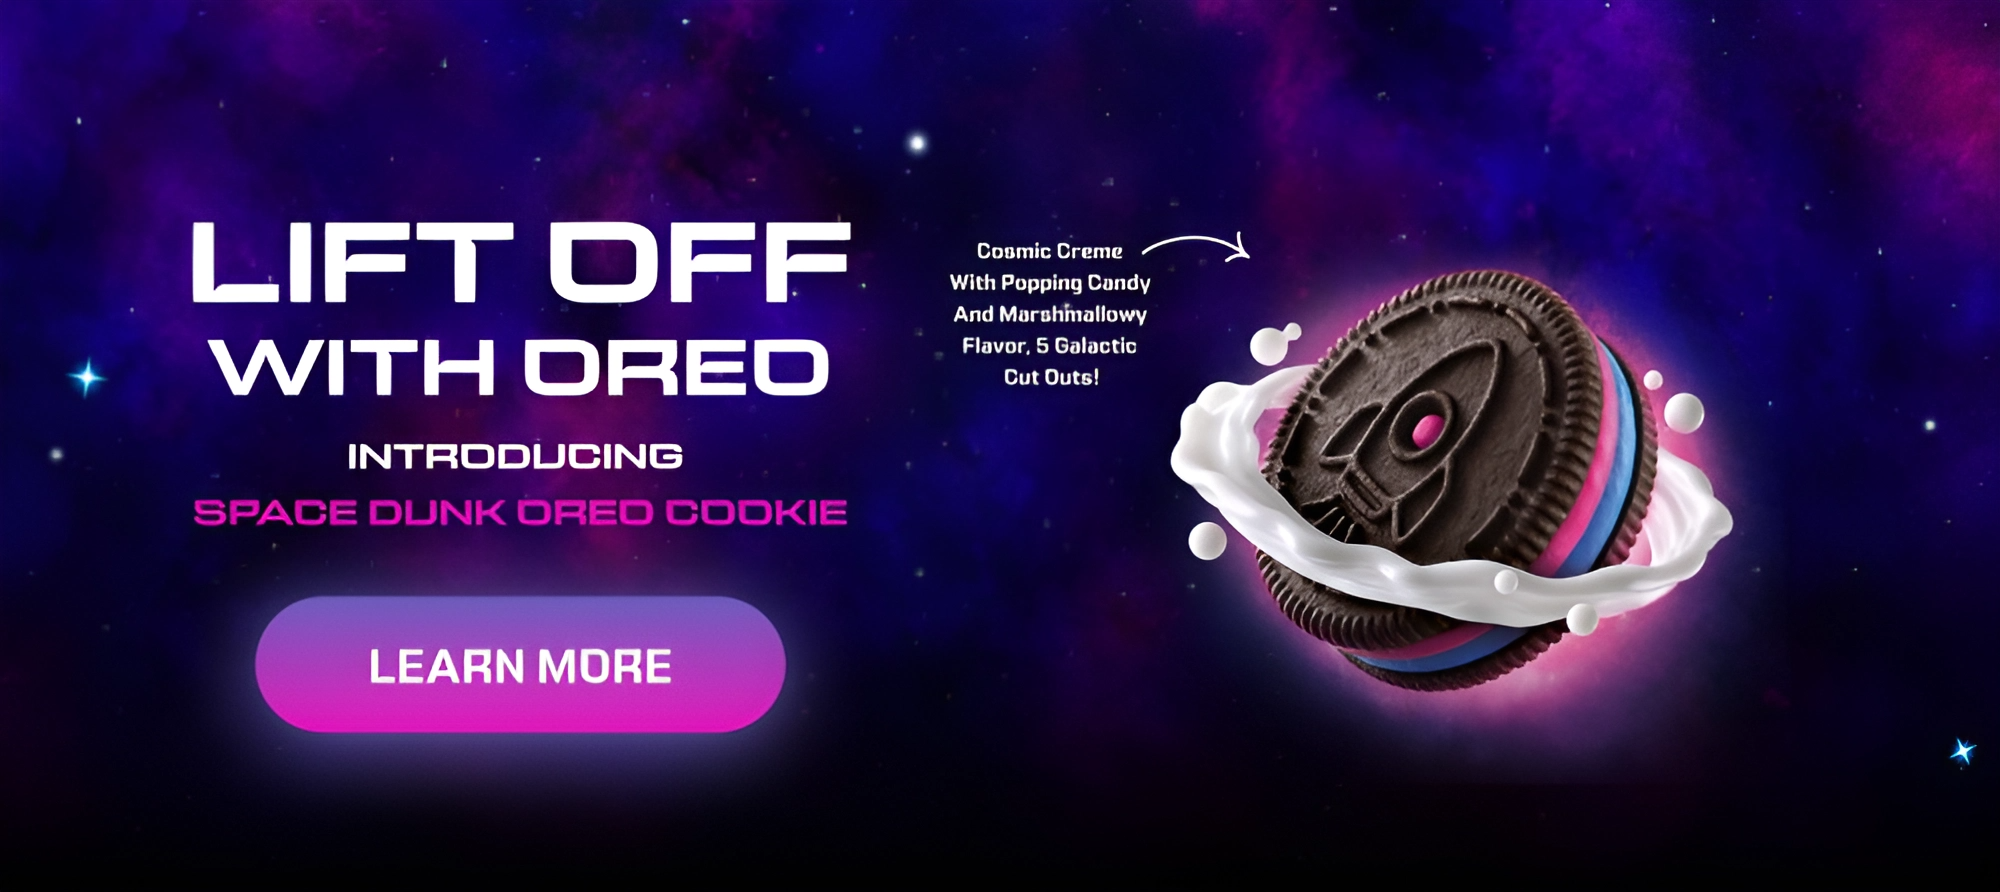 LIFT OFF
WITH OREO
INTRODUCING
SPACE DUNK OREO COOKIE
LEARN MORE
Cosmic Creme
With Popping Candy
And Marshmallowy
Flavor, 5 Galactic
Cut Outs!